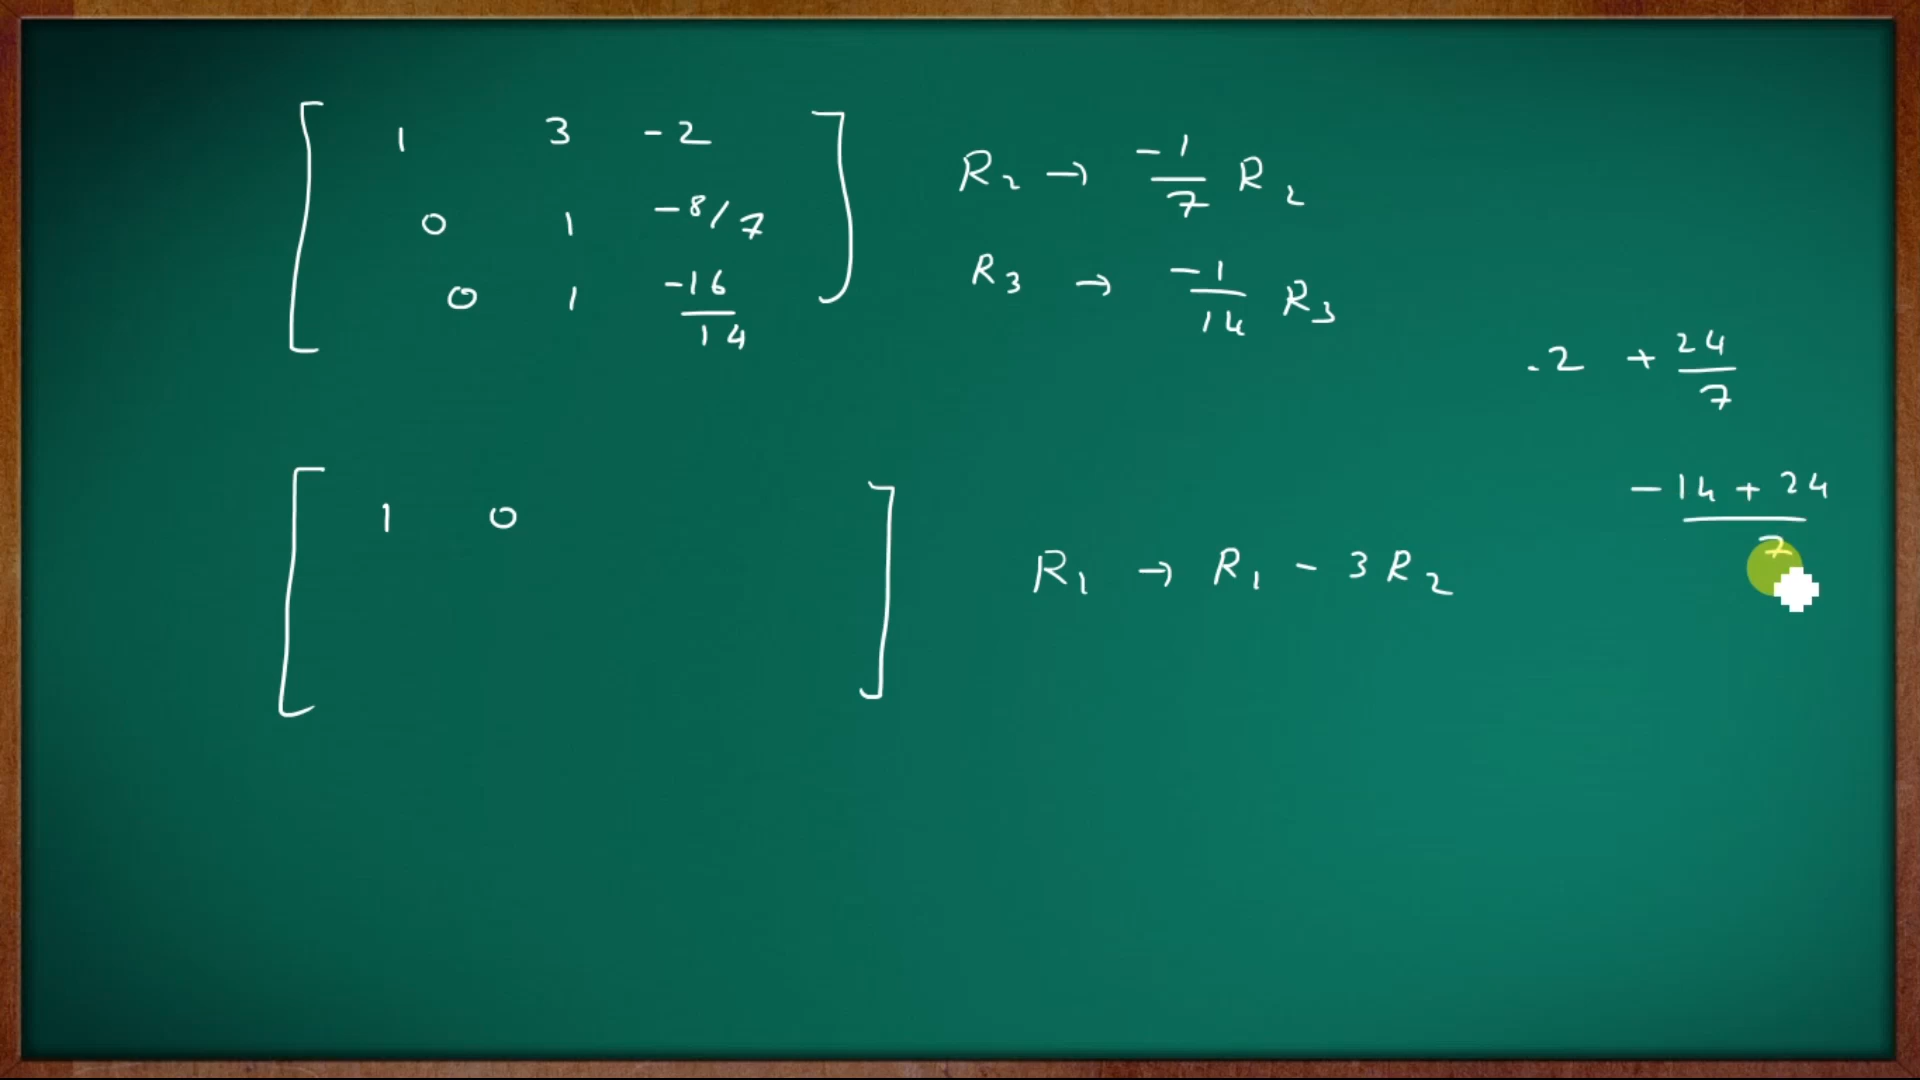 1 3 -2
0 1 -8/7
0 1 -16/14
R2 → -1/7 R2
R3 → -1/14 R3
-2 + 24/7
-14 + 24/7
1 0
R1 → R1 - 3R2